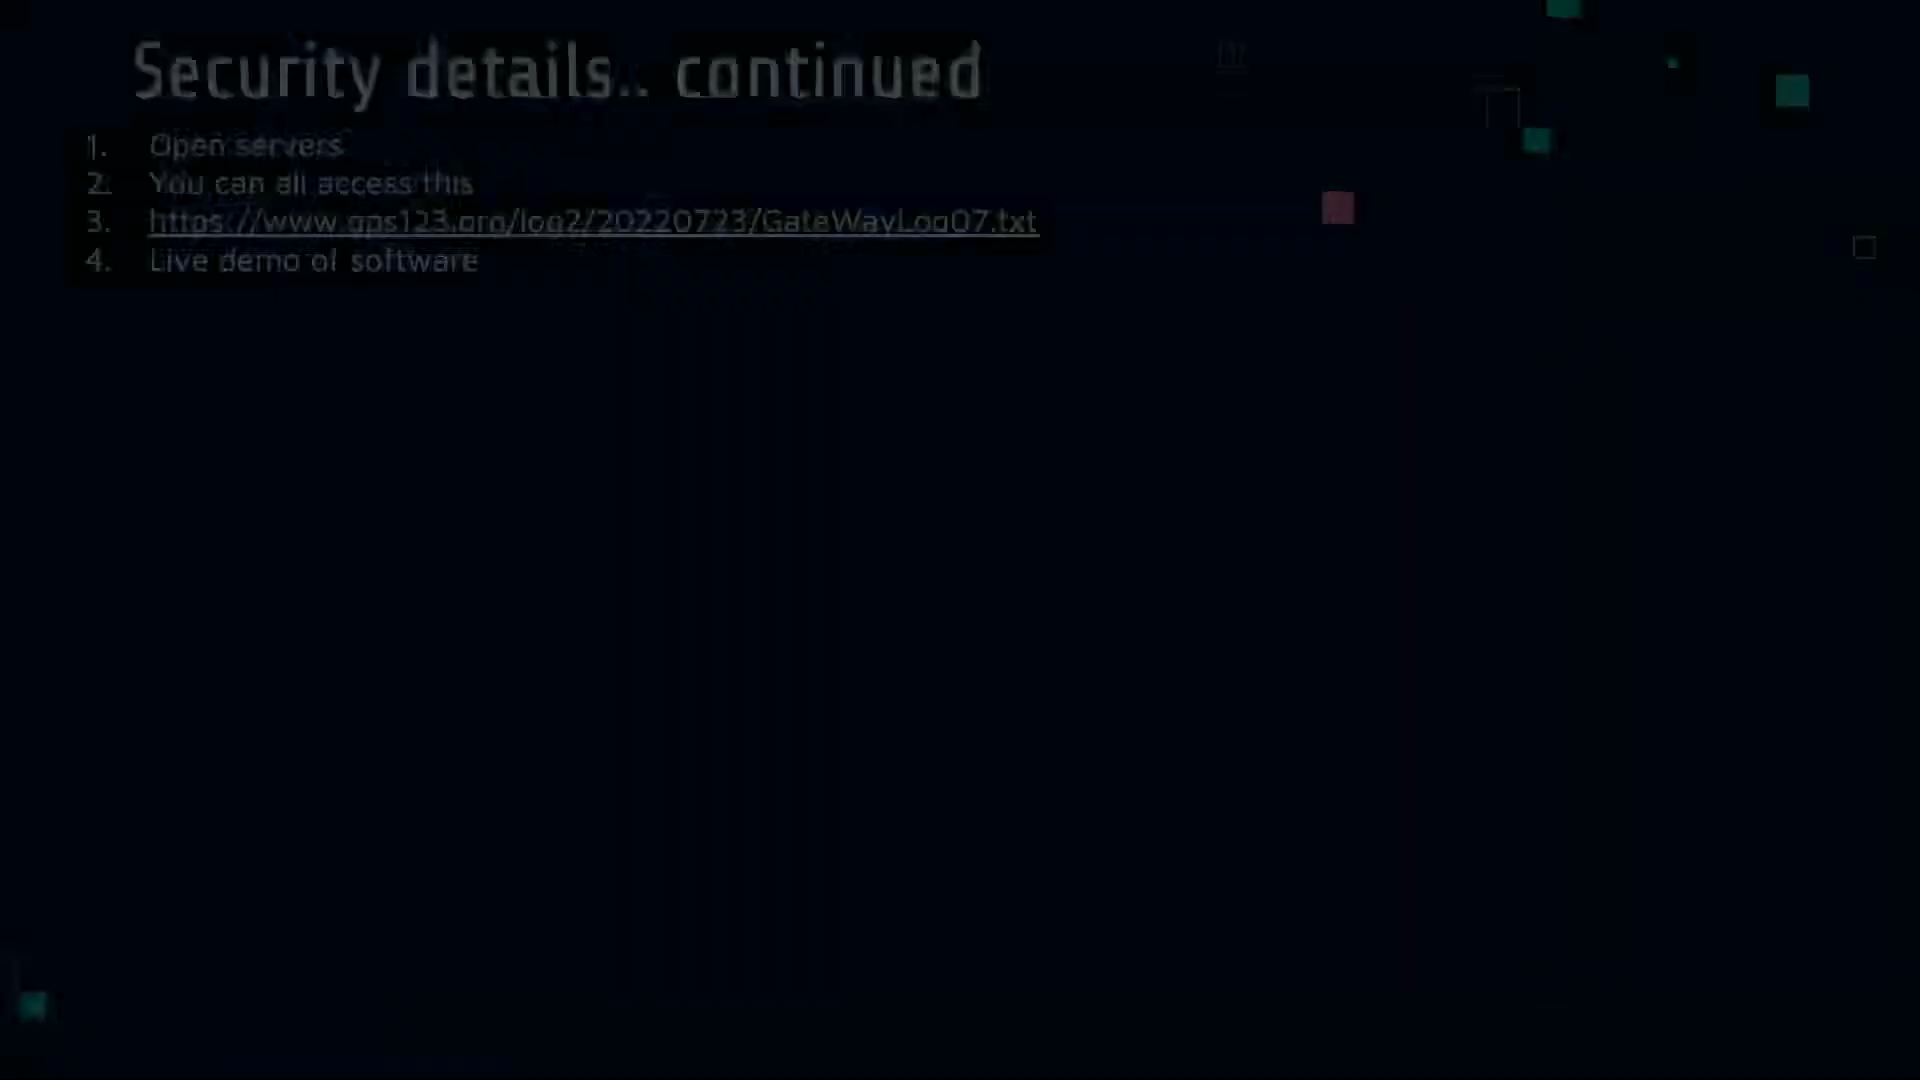 Security details.. continued
1. Open servers
2. You can all access this
3. https://www.gps123.org/log2/20220723/GateWayLog07.txt
4. Live demo of software